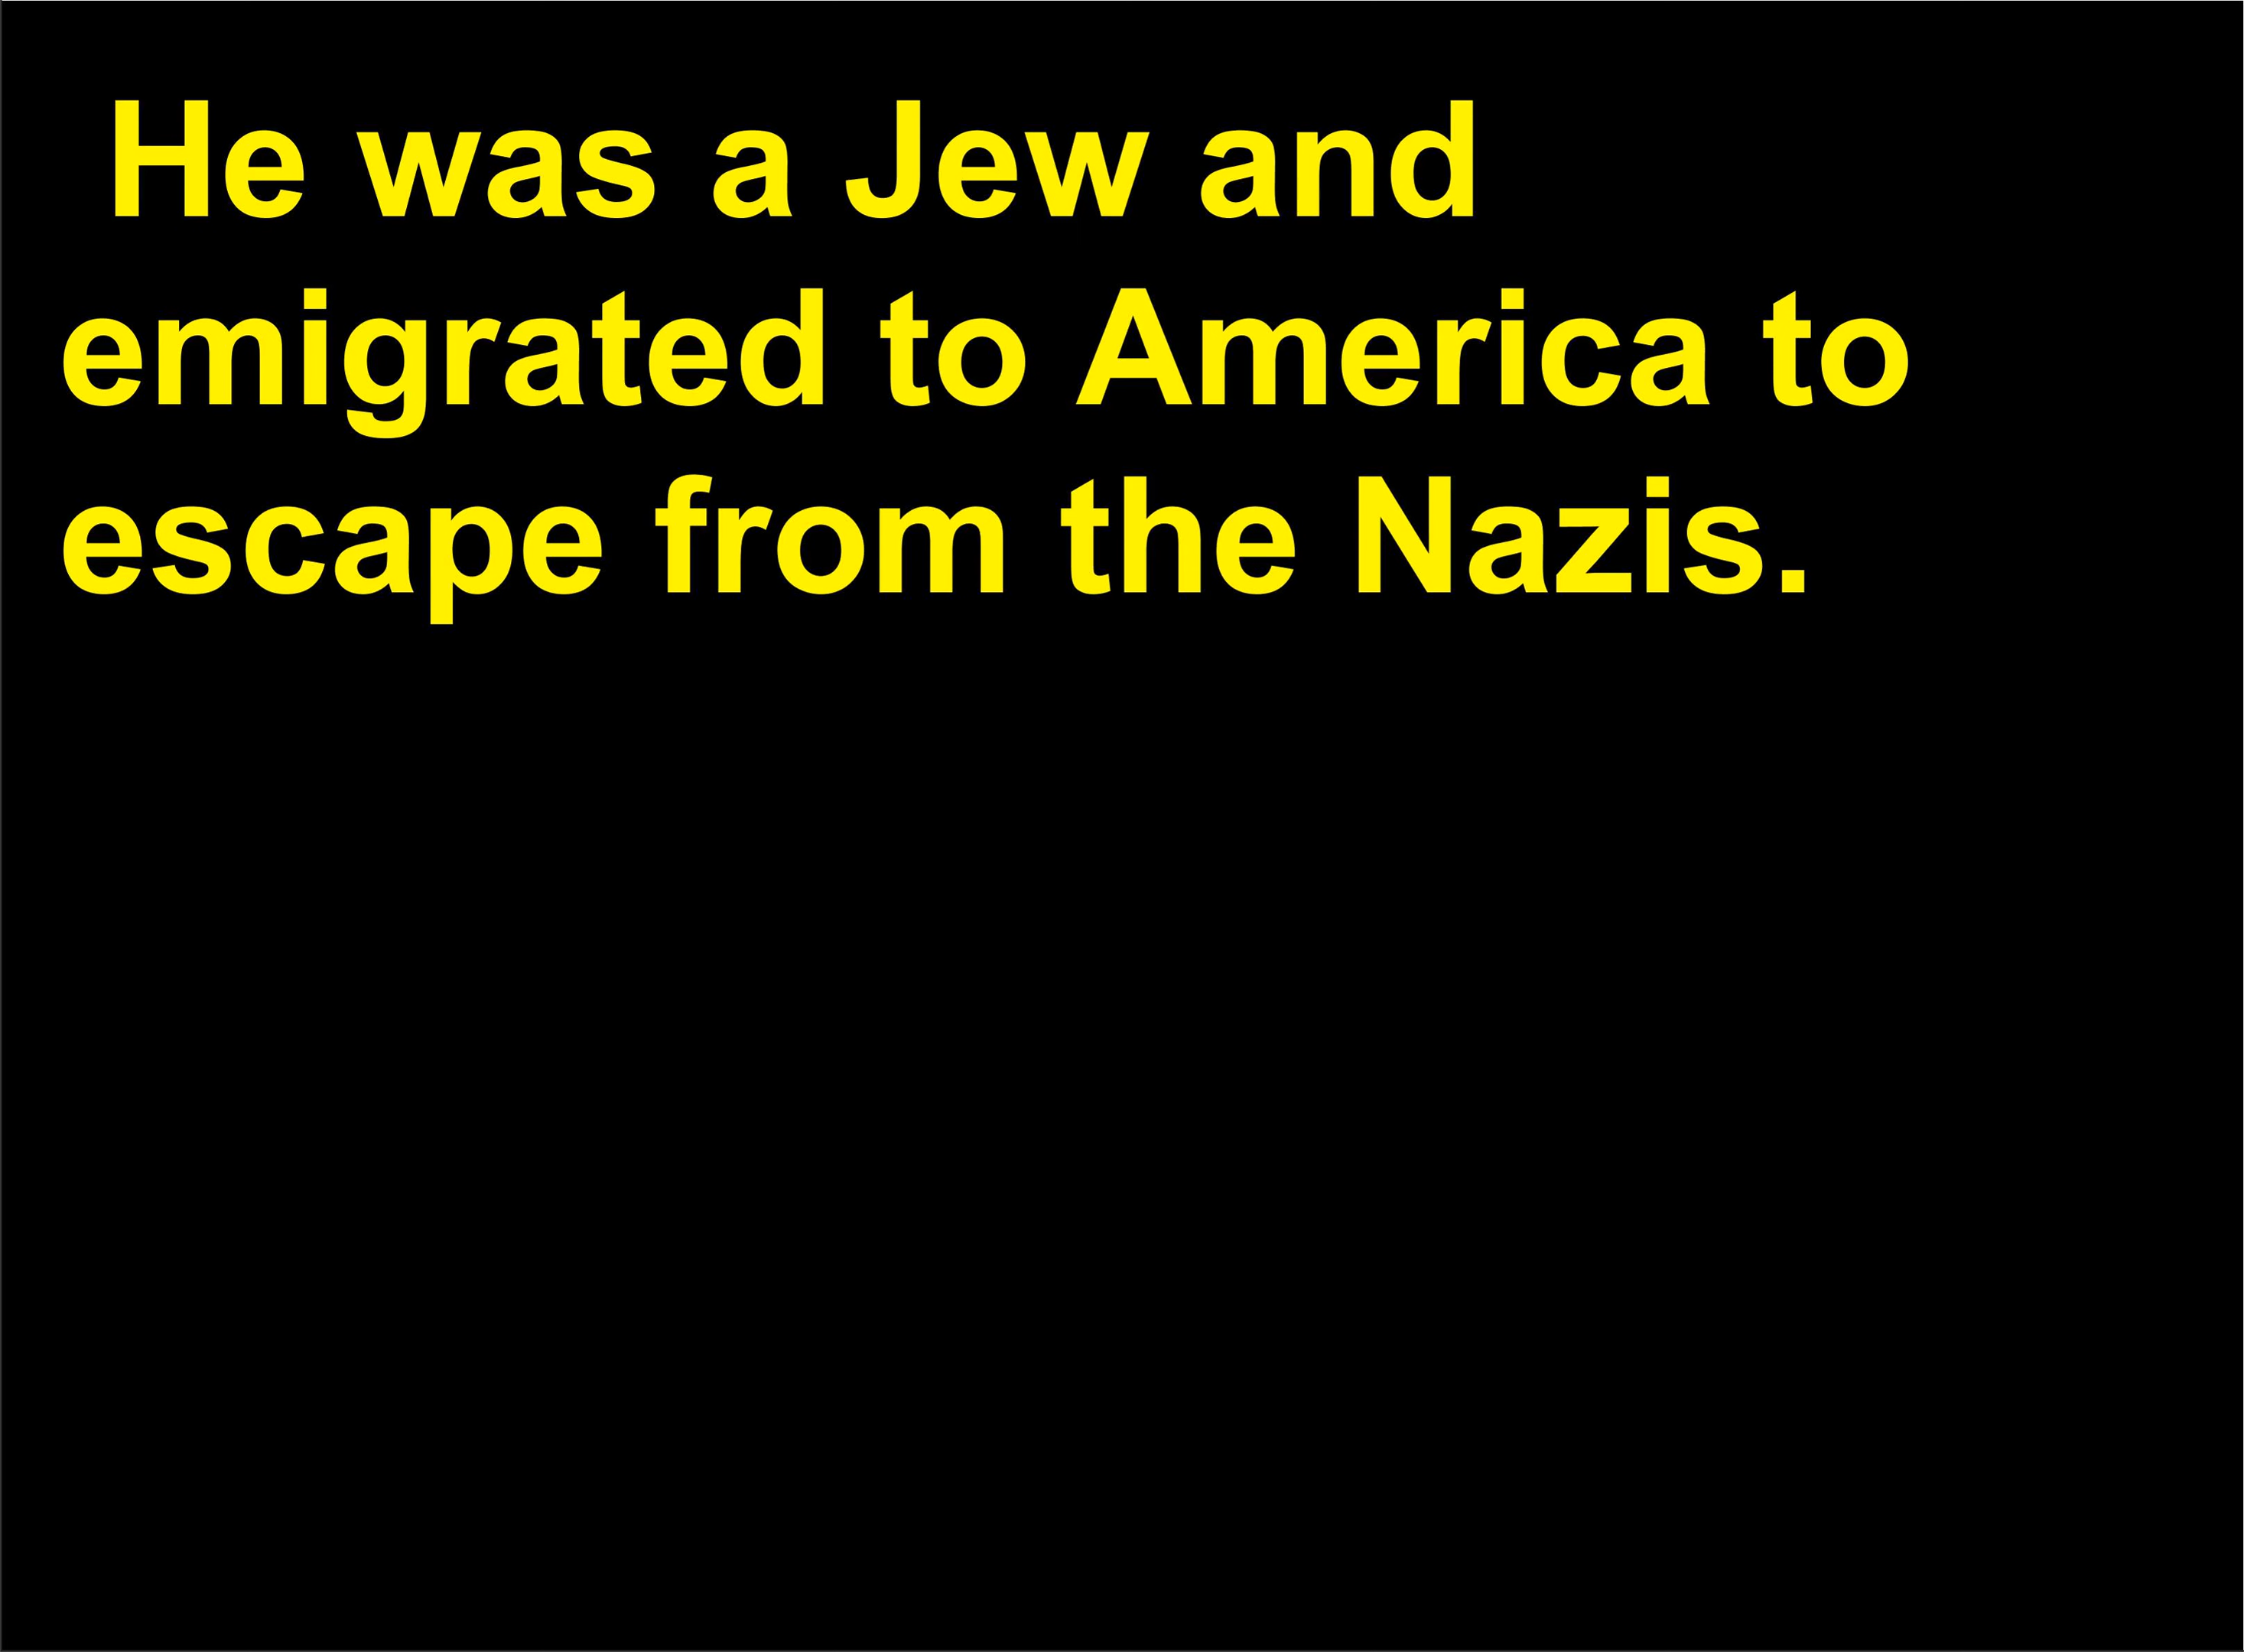 He was a Jew and
emigrated to America to
escape from the Nazis.